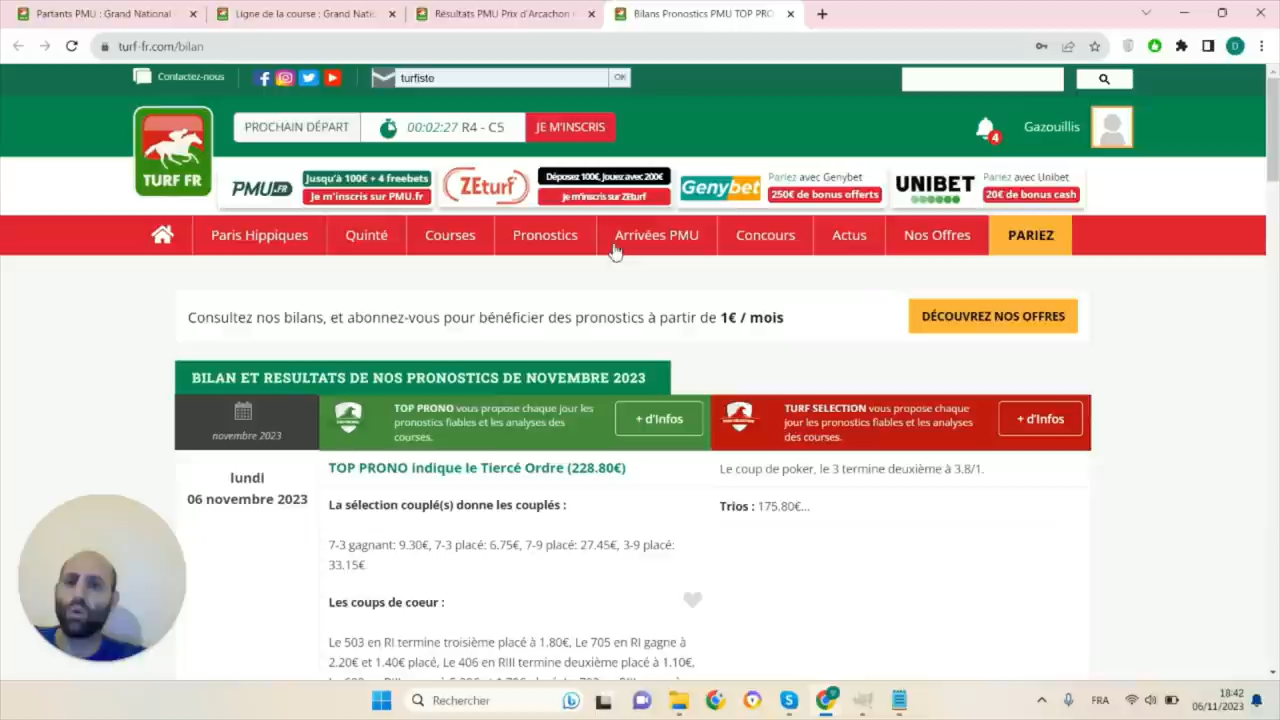 Partants PMU : Grand National
Ligne de la course : Grand Natio
Résultats PMU Prix d'Arcachon
Bilans Pronostics PMU TOP PRO
turf-fr.com/bilan
D
Contactez-nous
turfiste
OK
TURF FR
PROCHAIN DÉPART
00:02:27 R4 - C5
JE M'INSCRIS
4
Gazouillis
PMU.FR
Jusqu'à 100€ + 4 freebets
Je m'inscris sur PMU.fr
ZEturf
Déposez 100€, Jouez avec 200€
Je m'inscris sur ZEturf
Genybet
Pariez avec Genybet
250€ de bonus offerts
UNIBET
Pariez avec Unibet
20€ de bonus cash
Paris Hippiques
Quinté
Courses
Pronostics
Arrivées PMU
Concours
Actus
Nos Offres
PARIEZ
Consultez nos bilans, et abonnez-vous pour bénéficier des pronostics à partir de 1€ / mois
DÉCOUVREZ NOS OFFRES
BILAN ET RESULTATS DE NOS PRONOSTICS DE NOVEMBRE 2023
novembre 2023
TOP PRONO vous propose chaque jour les
pronostics fiables et les analyses des
courses.
+ d'Infos
TURF SELECTION vous propose chaque
jour les pronostics fiables et les analyses
des courses.
+ d'Infos
lundi
06 novembre 2023
TOP PRONO indique le Tiercé Ordre (228.80€)
La sélection couplé(s) donne les couplés :
7-3 gagnant: 9.30€, 7-3 placé: 6.75€, 7-9 placé: 27.45€, 3-9 placé:
33.15€
Les coups de coeur :
Le 503 en RI termine troisième placé à 1.80€, Le 705 en RI gagne à
2.20€ et 1.40€ placé, Le 406 en RIII termine deuxième placé à 1.10€,
Le coup de poker, le 3 termine deuxième à 3.8/1.
Trios : 175.80€...
Rechercher
FRA
18:42
06/11/2023